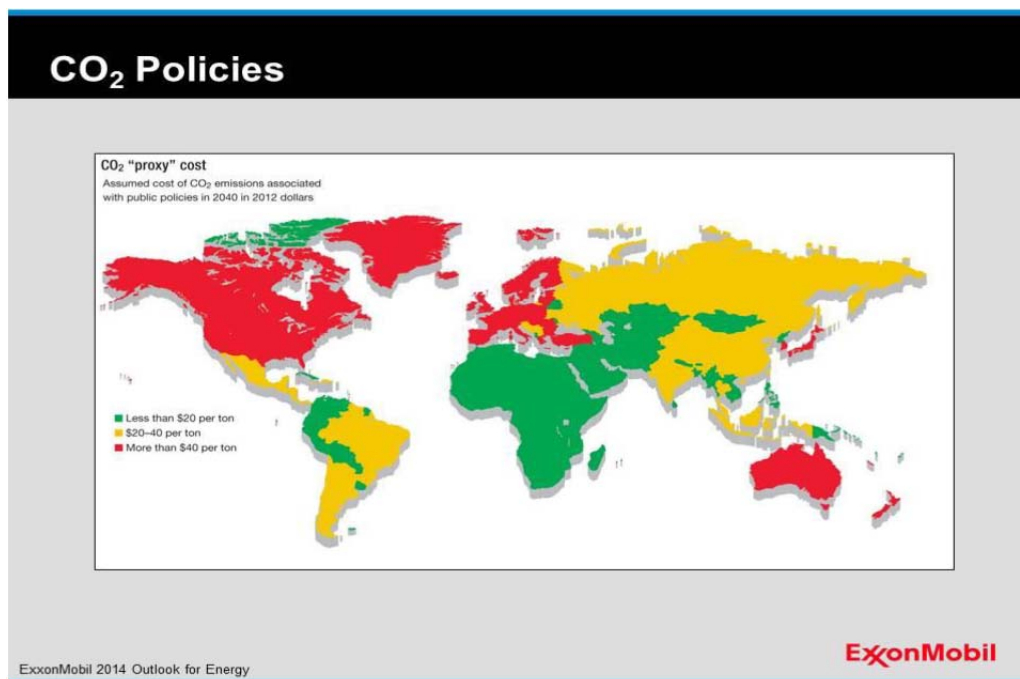 CO₂ Policies
CO₂ "proxy" cost
Assumed cost of CO₂ emissions associated
with public policies in 2040 in 2012 dollars
Less than $20 per ton
$20–40 per ton
More than $40 per ton
ExxonMobil
ExxonMobil 2014 Outlook for Energy